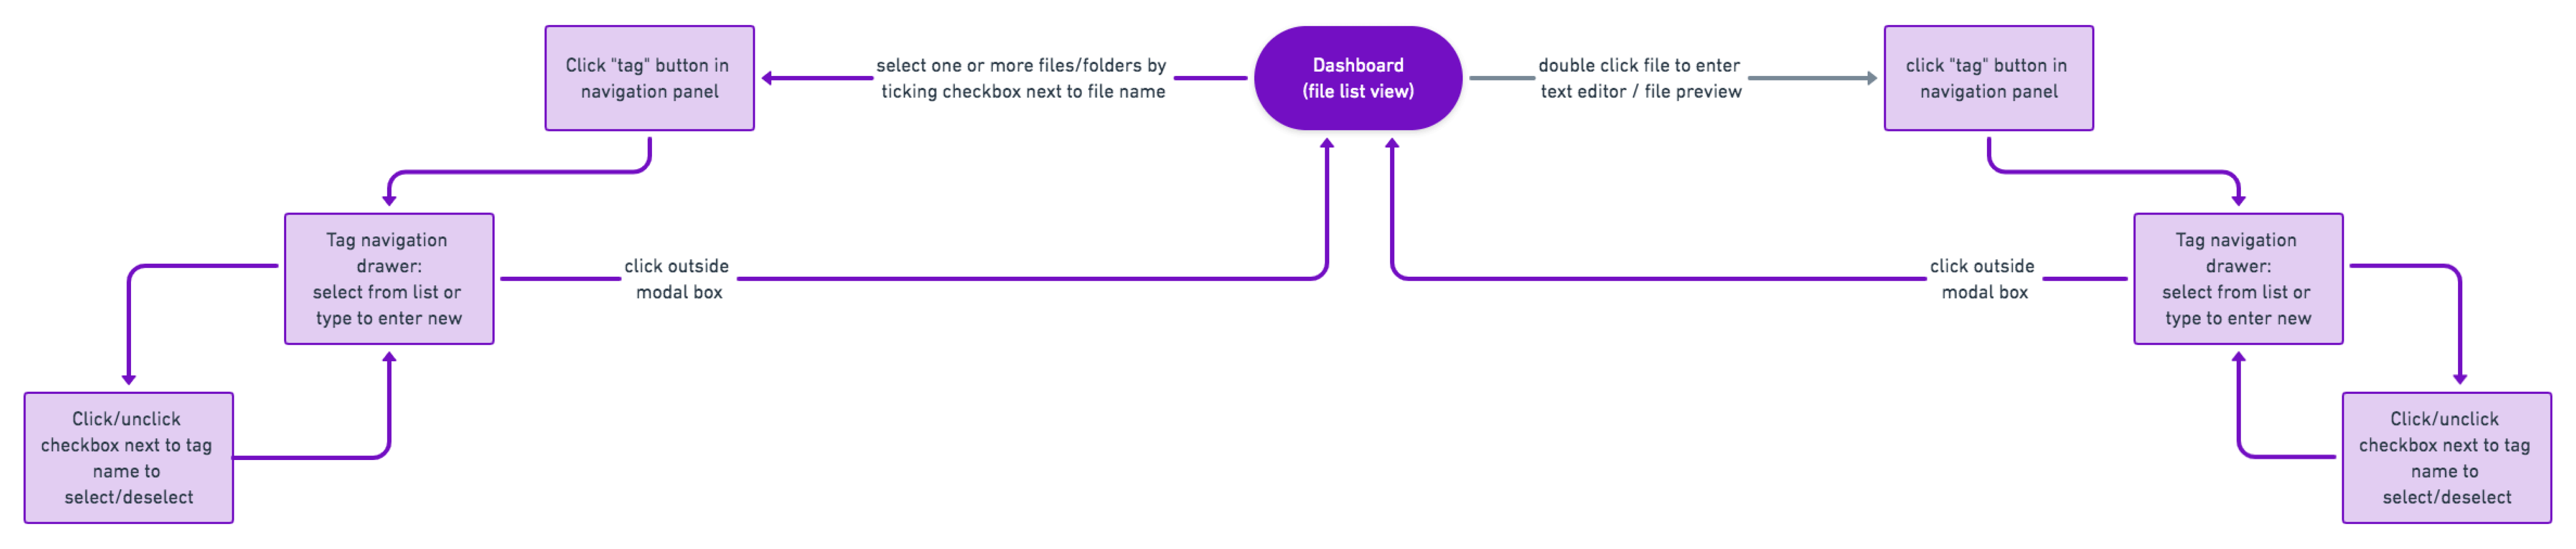 Click "tag" button in
navigation panel
select one or more files/folders by
ticking checkbox next to file name
Dashboard
(file list view)
double click file to enter
text editor / file preview
click "tag" button in
navigation panel
Tag navigation
drawer:
select from list or
type to enter new
click outside
modal box
click outside
modal box
Tag navigation
drawer:
select from list or
type to enter new
Click/unclick
checkbox next to tag
name to
select/deselect
Click/unclick
checkbox next to tag
name to
select/deselect